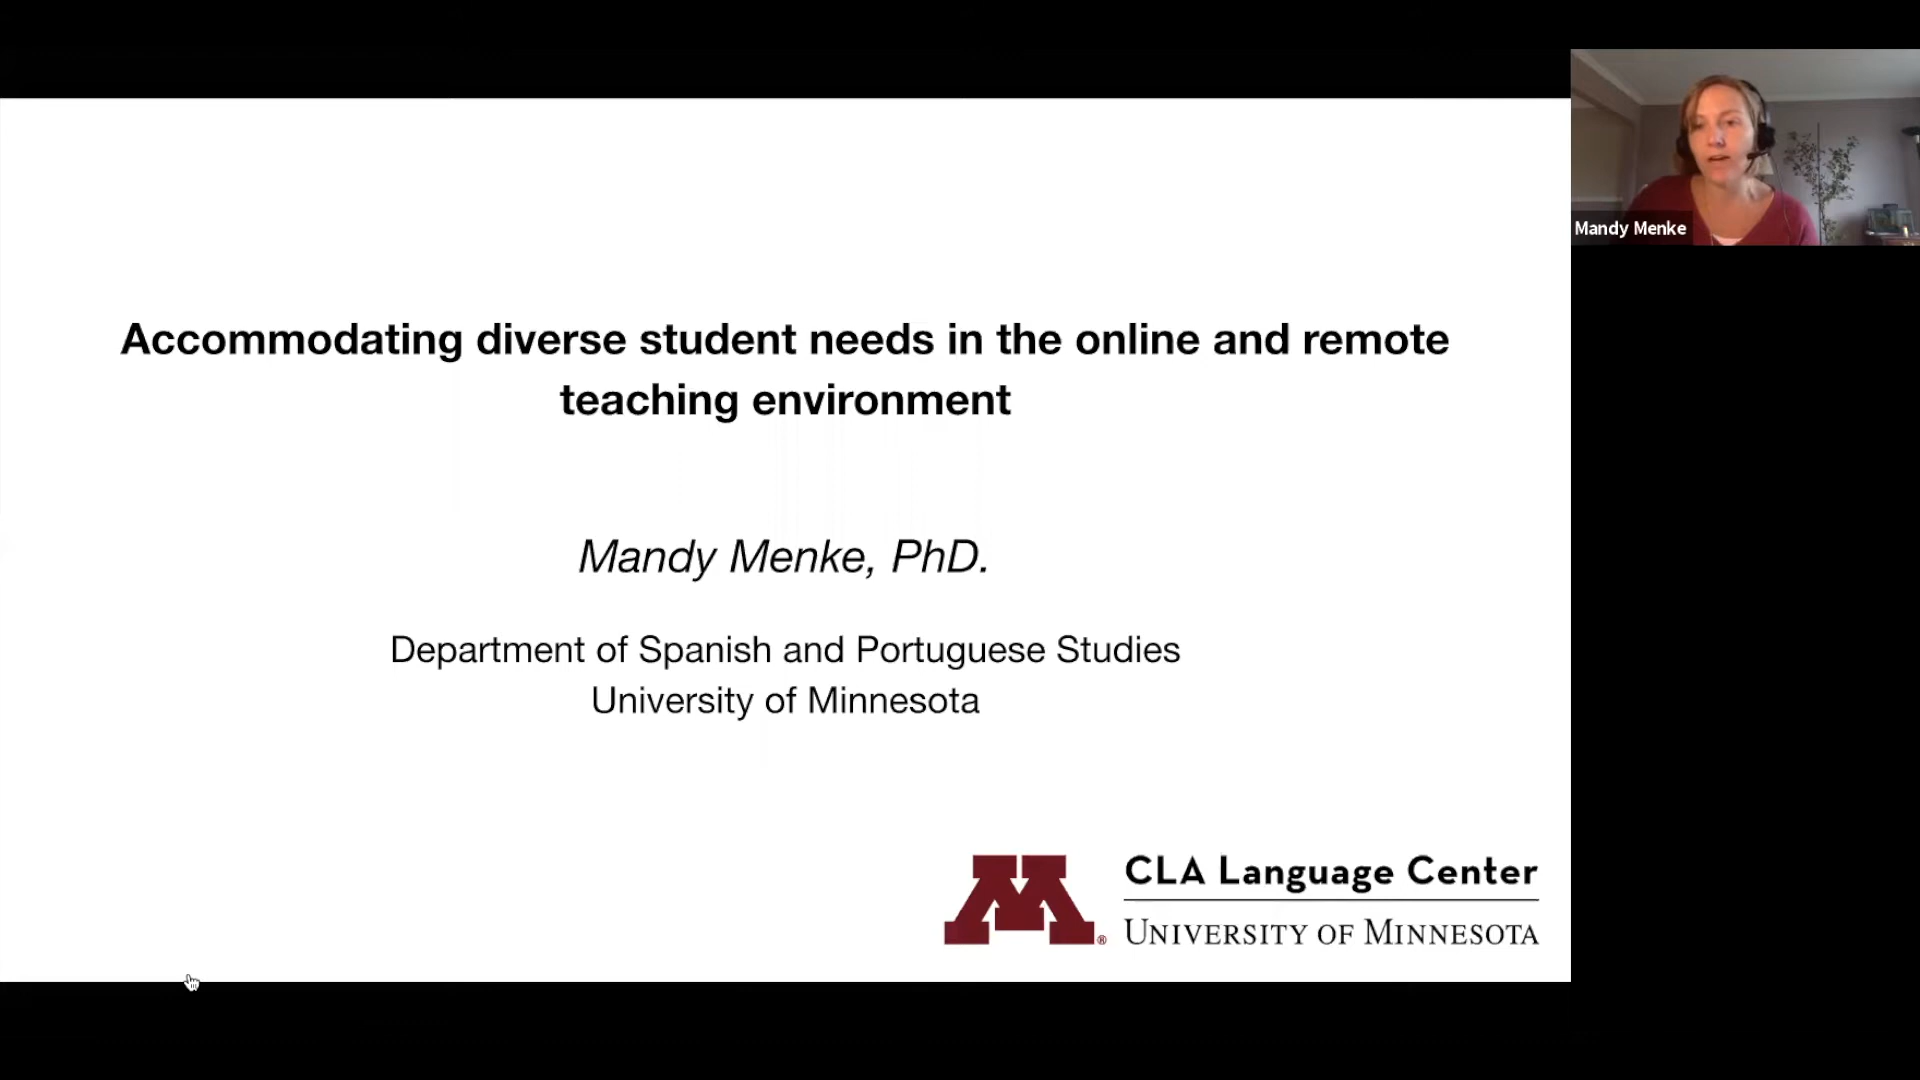 Accommodating diverse student needs in the online and remote
teaching environment
Mandy Menke, PhD.
Department of Spanish and Portuguese Studies
University of Minnesota
M®
CLA Language Center
UNIVERSITY OF MINNESOTA
Mandy Menke